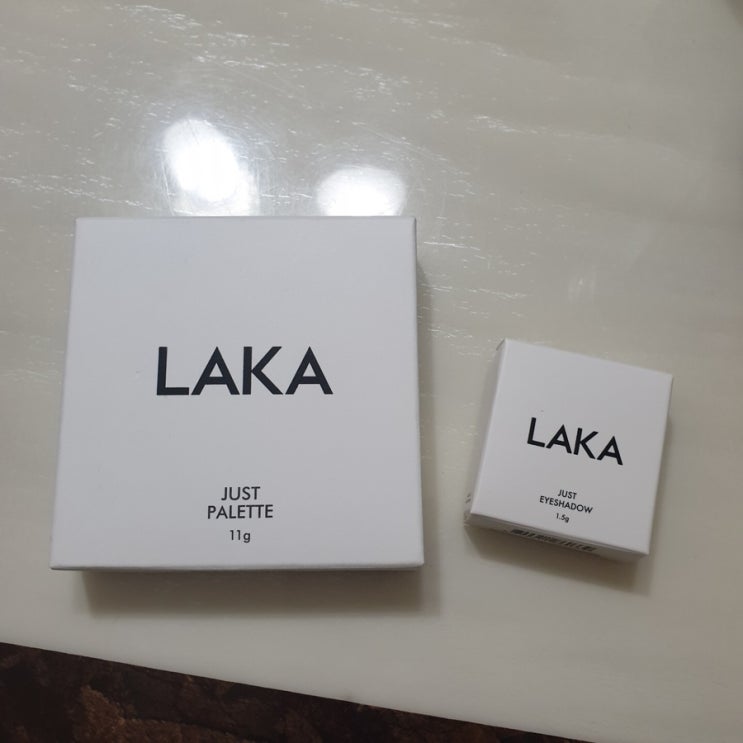 LAKA
JUST
PALETTE
11g
LAKA
JUST
EYESHADOW
1.5g